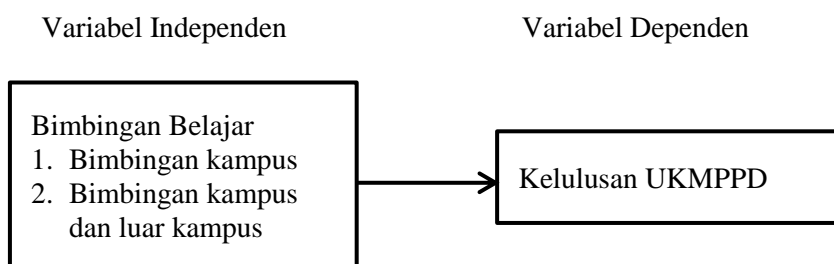 Variabel Independen
Variabel Dependen
Bimbingan Belajar
1. Bimbingan kampus
2. Bimbingan kampus
dan luar kampus
Kelulusan UKMPPD